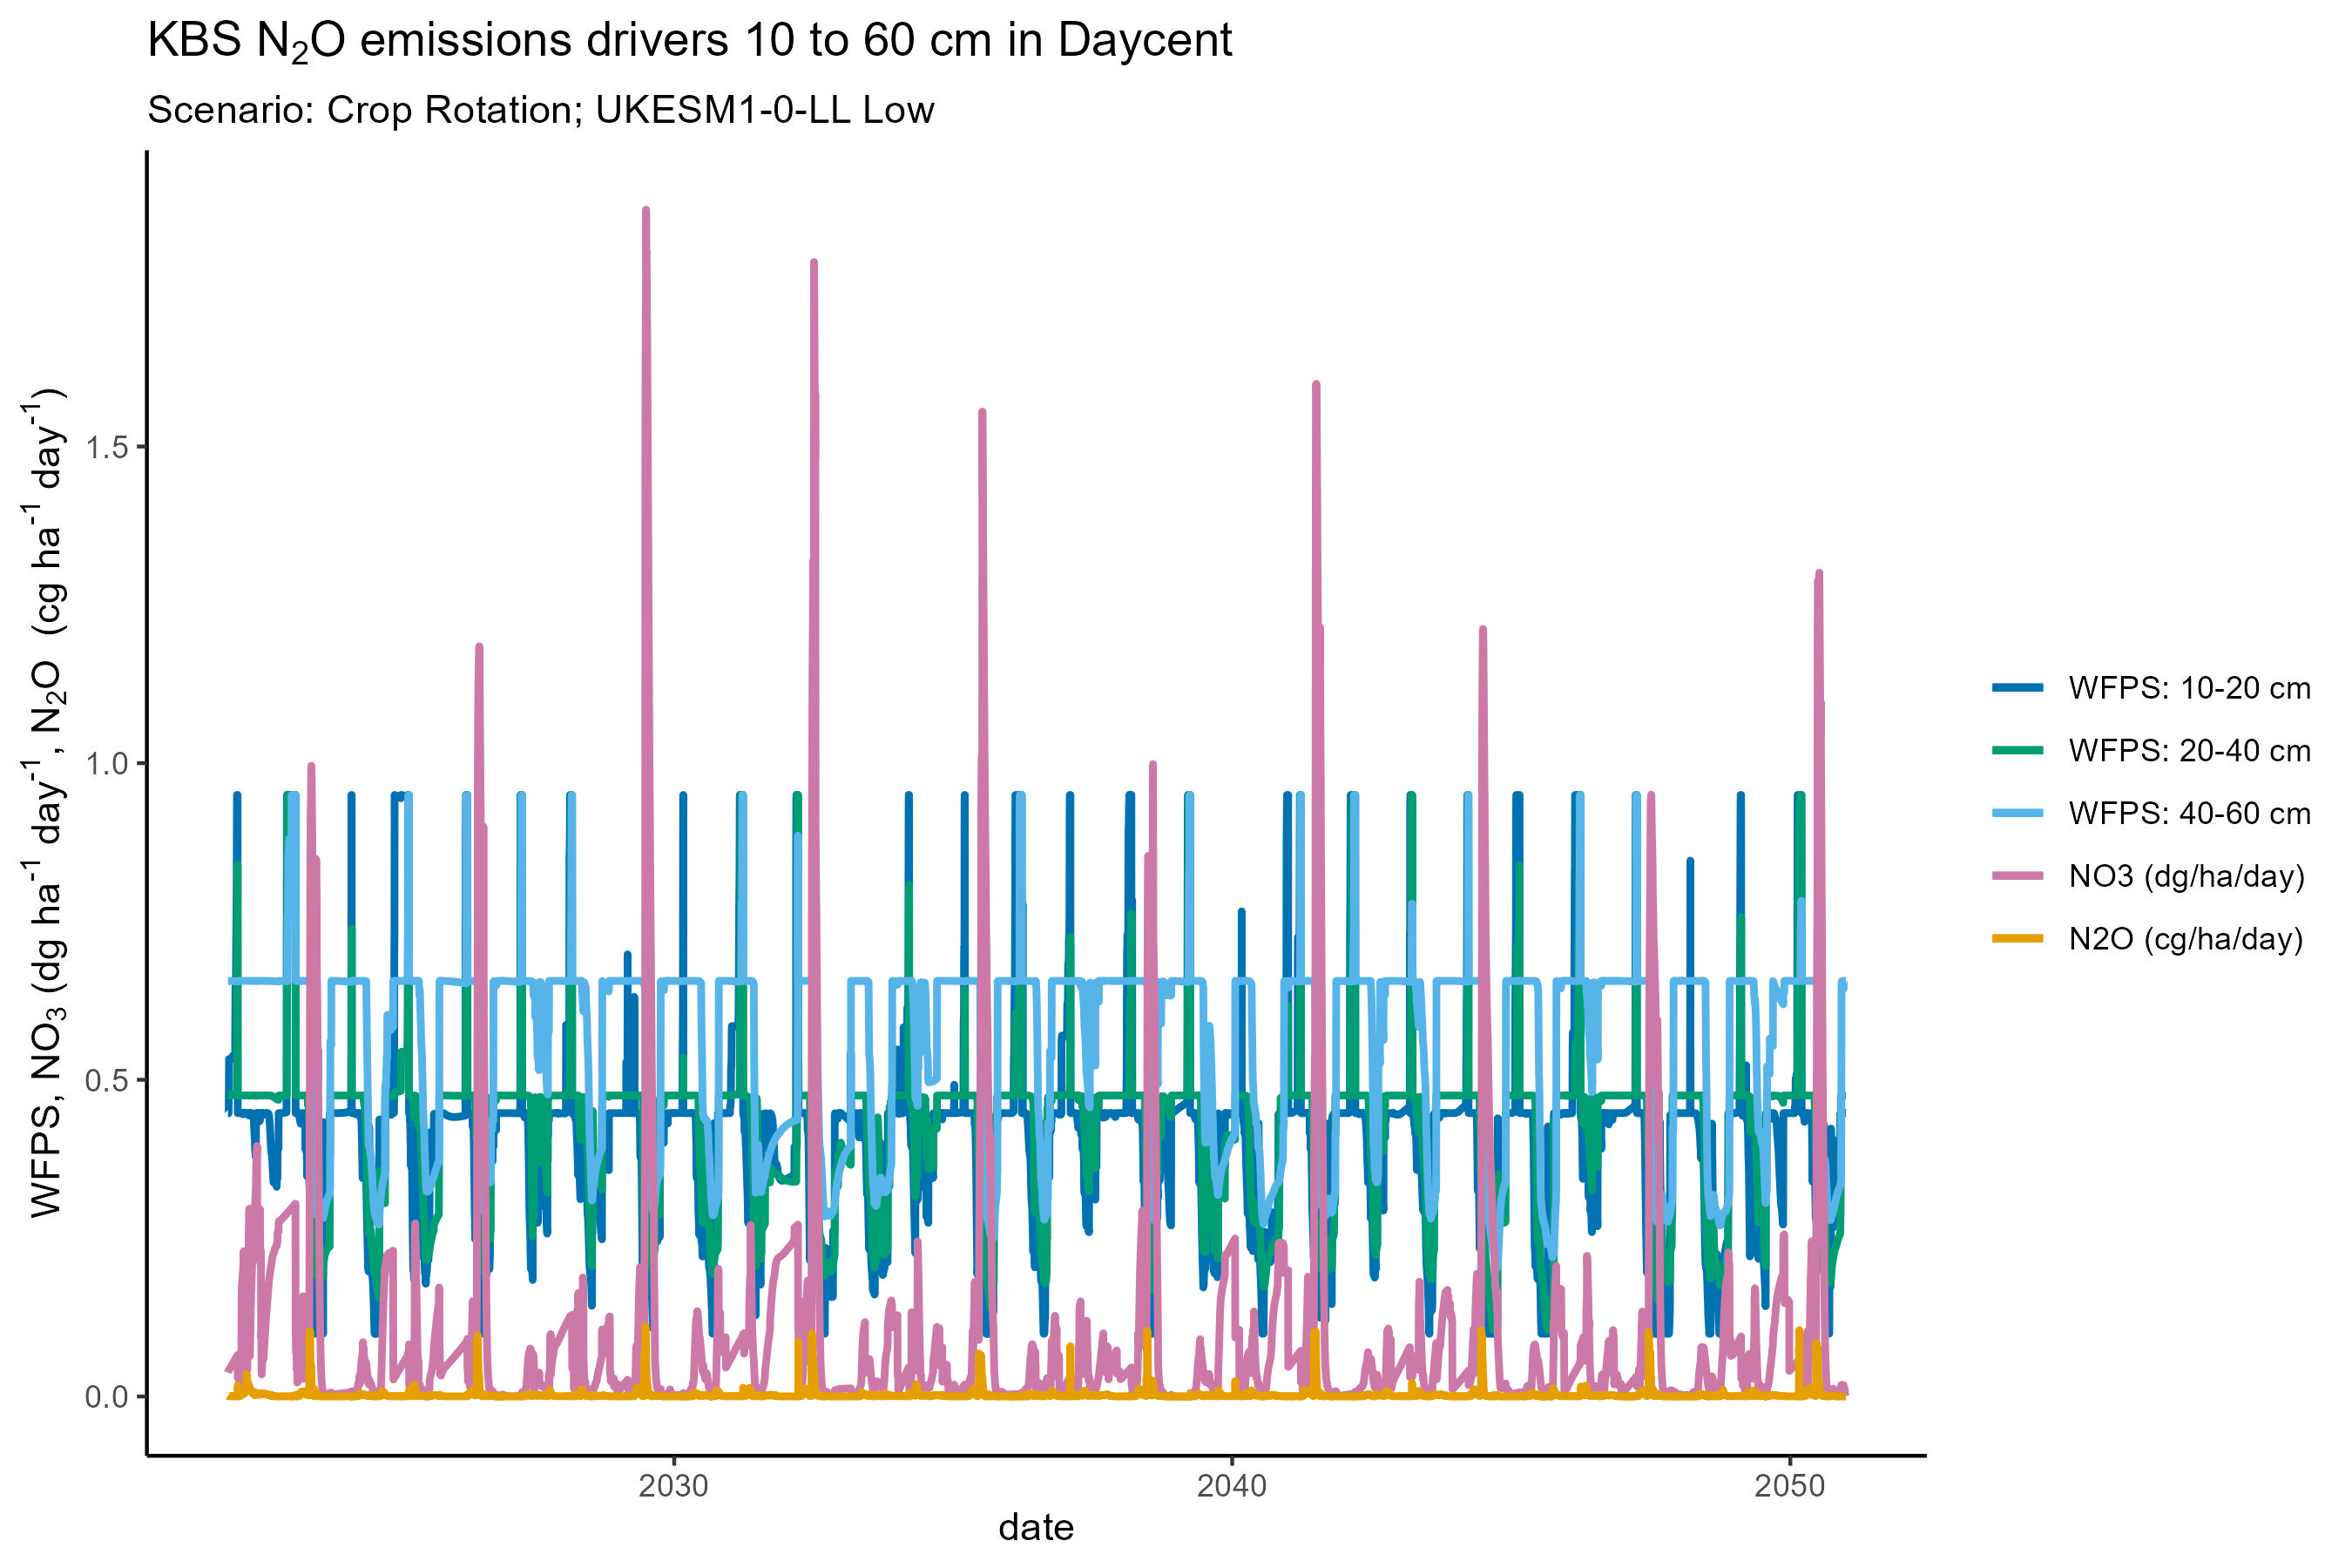 KBS N₂O emissions drivers 10 to 60 cm in Daycent
Scenario: Crop Rotation; UKESM1-0-LL Low
WFPS, NO₃ (dg ha⁻¹ day⁻¹, N₂O (cg ha⁻¹ day⁻¹)
1.5
1.0
0.5
0.0
2030
2040
2050
date
WFPS: 10-20 cm
WFPS: 20-40 cm
WFPS: 40-60 cm
NO3 (dg/ha/day)
N2O (cg/ha/day)